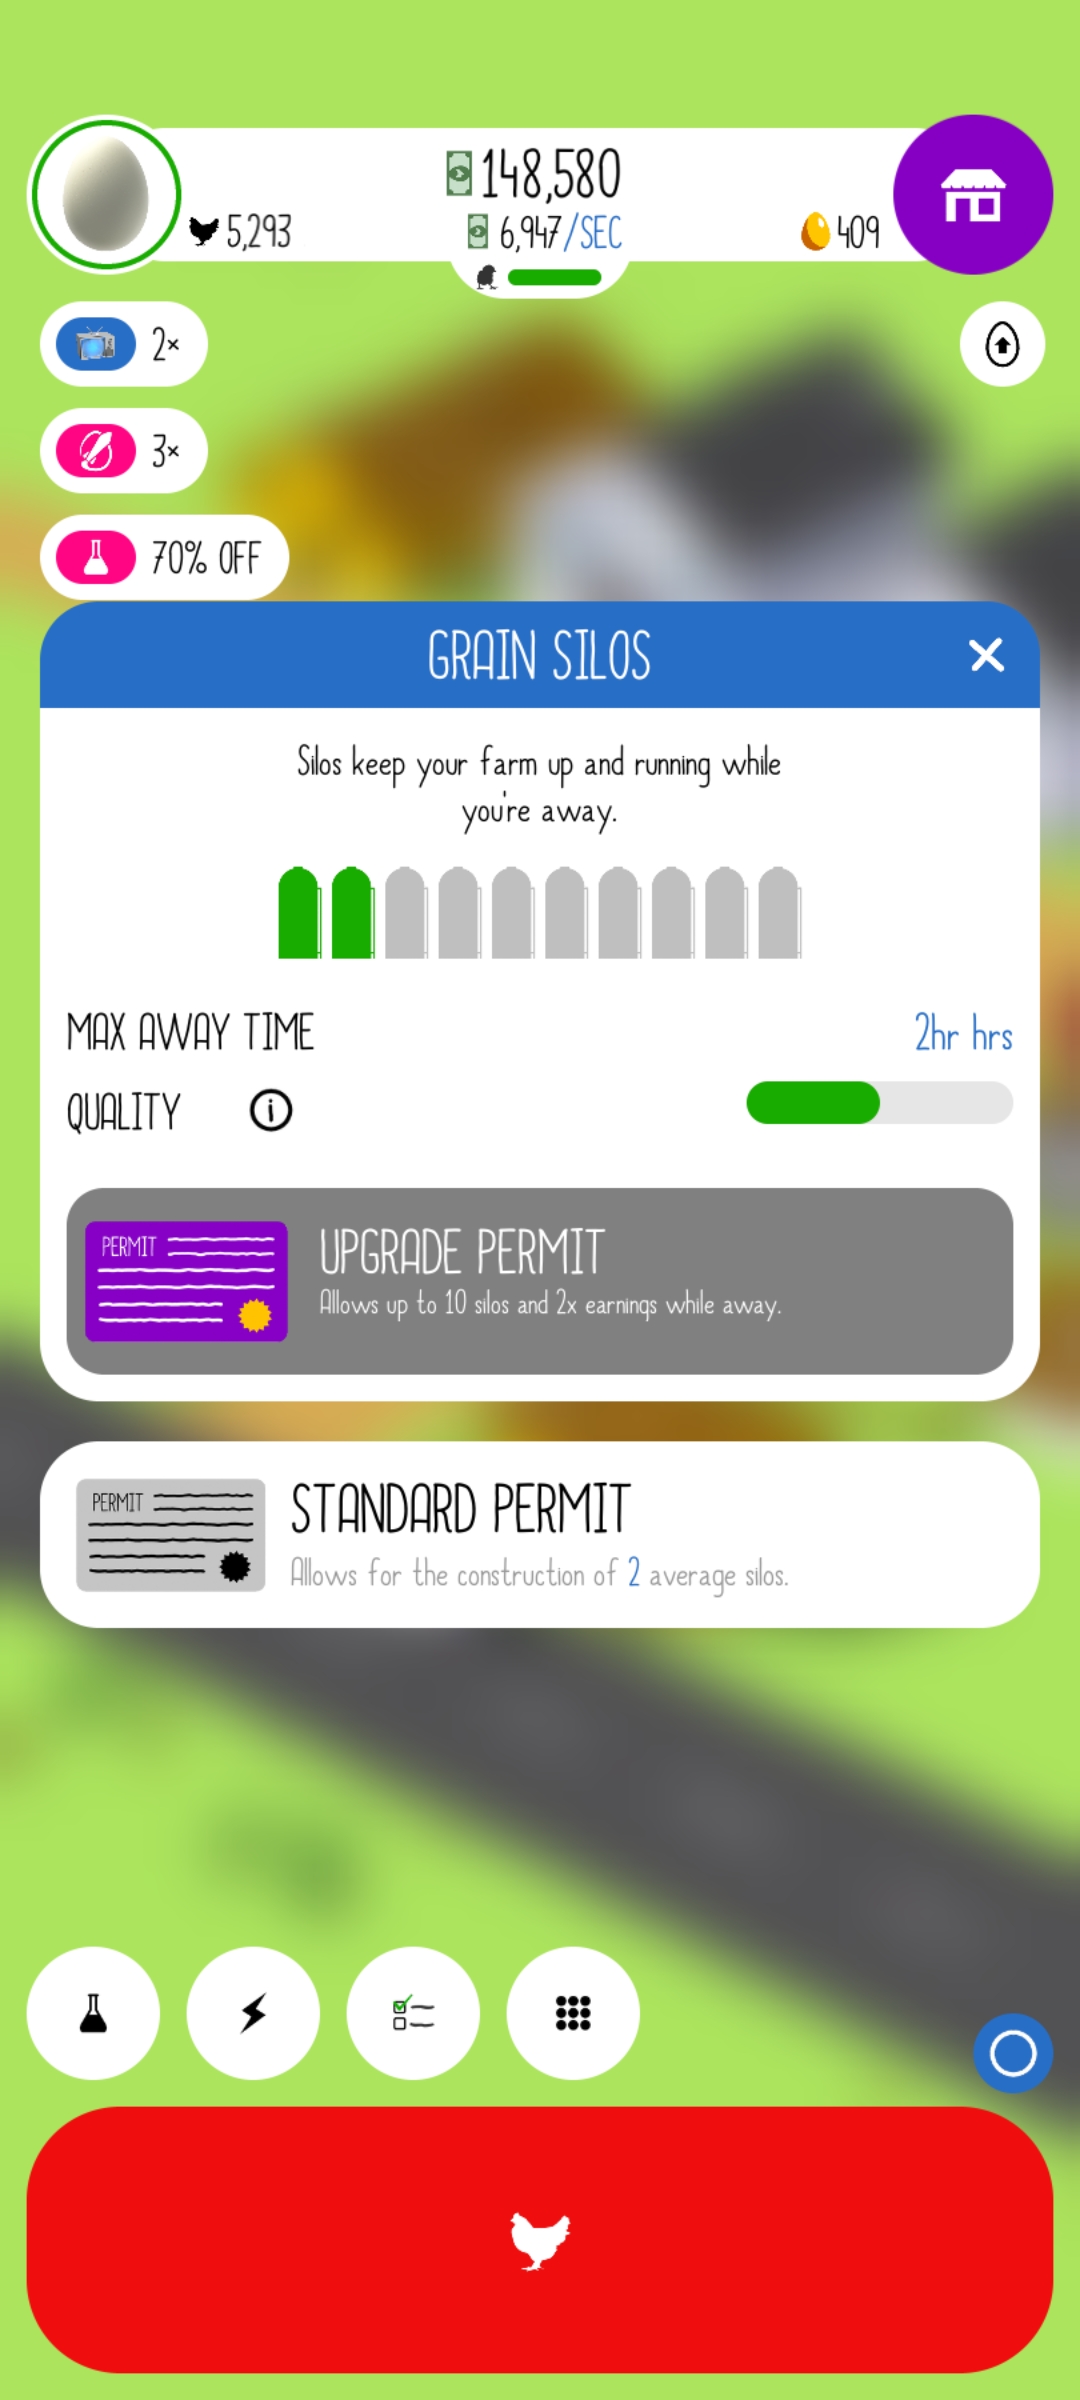 148,580
5,293
6,947/SEC
409
2×
3×
70% OFF
GRAIN SILOS
Silos keep your farm up and running while
you're away.
MAX AWAY TIME
2hr hrs
QUALITY
PERMIT
UPGRADE PERMIT
Allows up to 10 silos and 2x earnings while away.
PERMIT
STANDARD PERMIT
Allows for the construction of 2 average silos.